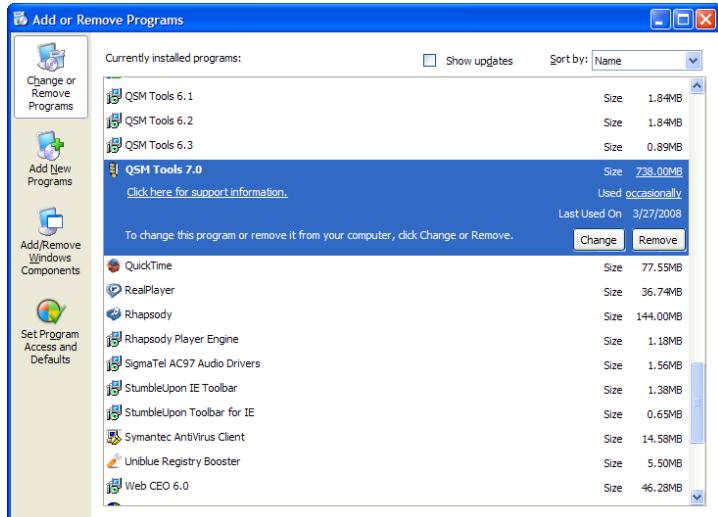 Add or Remove Programs
Change or
Remove
Programs
Add New
Programs
Add/Remove
Windows
Components
Set Program
Access and
Defaults
Currently installed programs:
Show updates
Sort by: Name
QSM Tools 6.1 Size 1.84MB
QSM Tools 6.2 Size 1.84MB
QSM Tools 6.3 Size 0.89MB
QSM Tools 7.0 Size 738.00MB
Click here for support information. Used occasionally
Last Used On 3/27/2008
To change this program or remove it from your computer, click Change or Remove. Change Remove
QuickTime Size 77.55MB
RealPlayer Size 36.74MB
Rhapsody Size 144.00MB
Rhapsody Player Engine Size 1.18MB
SigmaTel AC97 Audio Drivers Size 1.56MB
StumbleUpon IE Toolbar Size 1.38MB
StumbleUpon Toolbar for IE Size 0.65MB
Symantec AntiVirus Client Size 14.58MB
Uniblue Registry Booster Size 5.50MB
Web CEO 6.0 Size 46.28MB